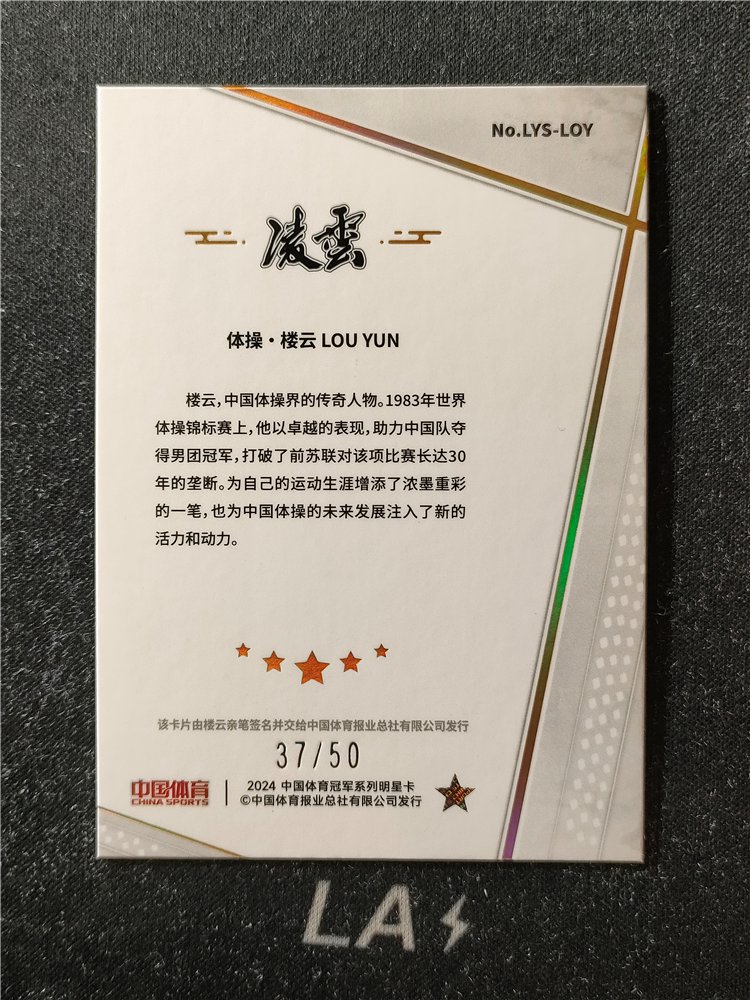 No.LYS-LOY
凌雲
体操·楼云 LOU YUN
楼云,中国体操界的传奇人物。1983年世界
体操锦标赛上,他以卓越的表现,助力中国队夺
得男团冠军,打破了前苏联对该项比赛长达30
年的垄断。为自己的运动生涯增添了浓墨重彩
的一笔,也为中国体操的未来发展注入了新的
活力和动力。
该卡片由楼云亲笔签名并交给中国体育报业总社有限公司发行
37/50
中国体育
CHINA SPORTS
2024 中国体育冠军系列明星卡
©中国体育报业总社有限公司发行
LA